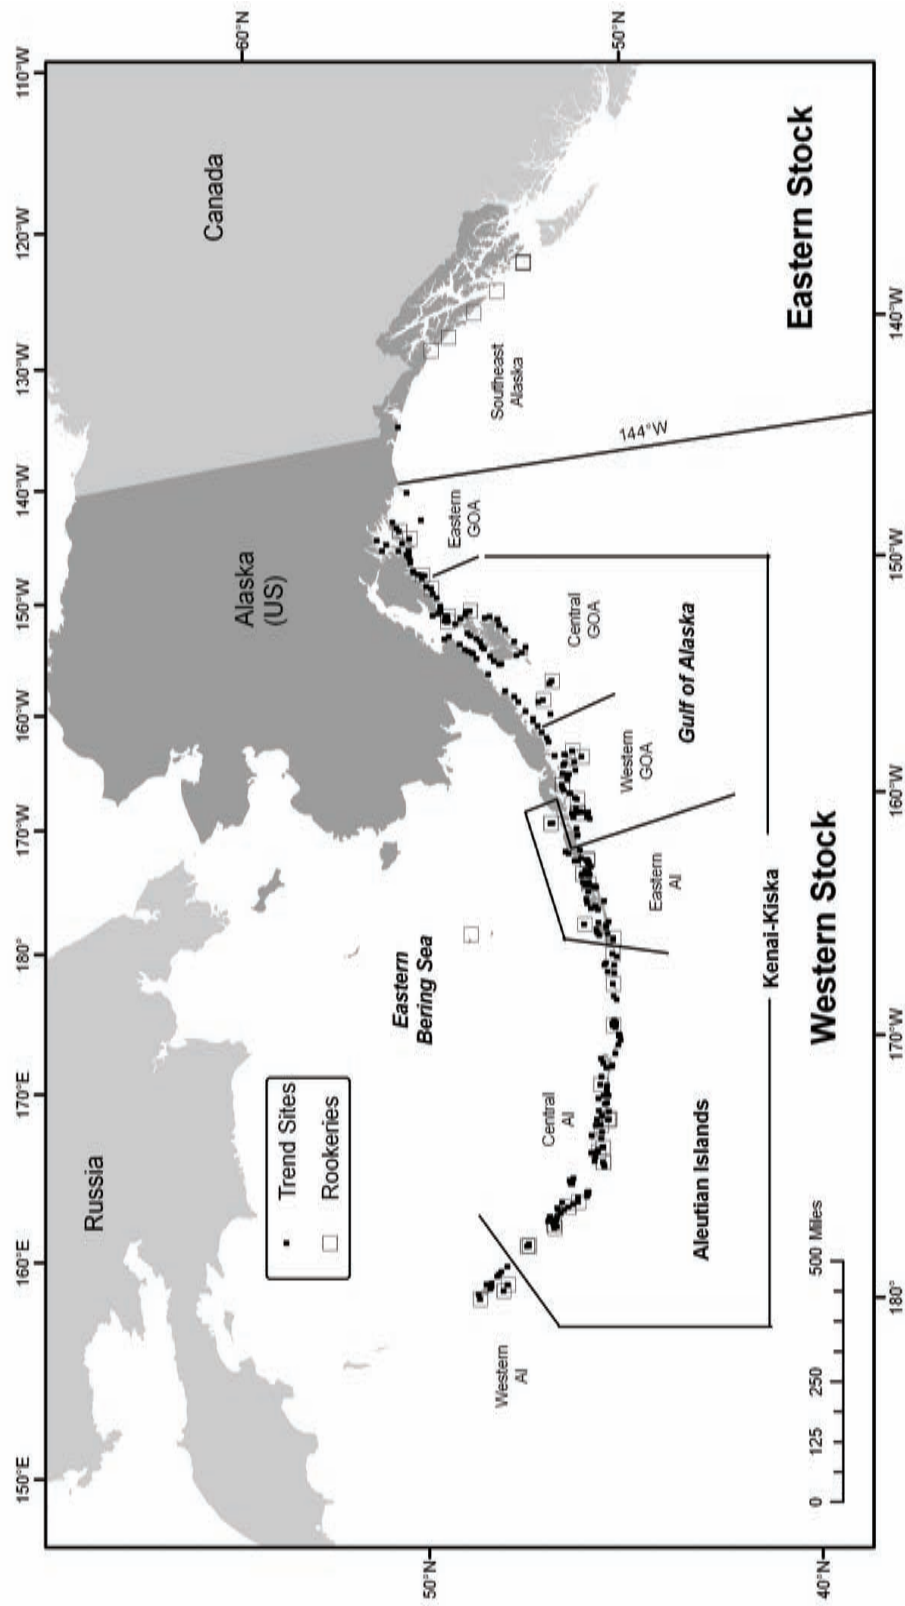 150°E
160°E
170°E
180°
170°W
160°W
150°W
140°W
130°W
120°W
110°W
Russia
Alaska
(US)
Canada
60°N
Trend Sites
Rookeries
Eastern
Bering Sea
50°N
50°N
Western
AI
Central
AI
Eastern
AI
Western
GOA
Central
GOA
Eastern
GOA
Southeast
Alaska
144°W
Aleutian Islands
Gulf of Alaska
Kenai-Kiska
Western Stock
Eastern Stock
0 125 250 500 Miles
40°N
180°
170°W
160°W
150°W
140°W